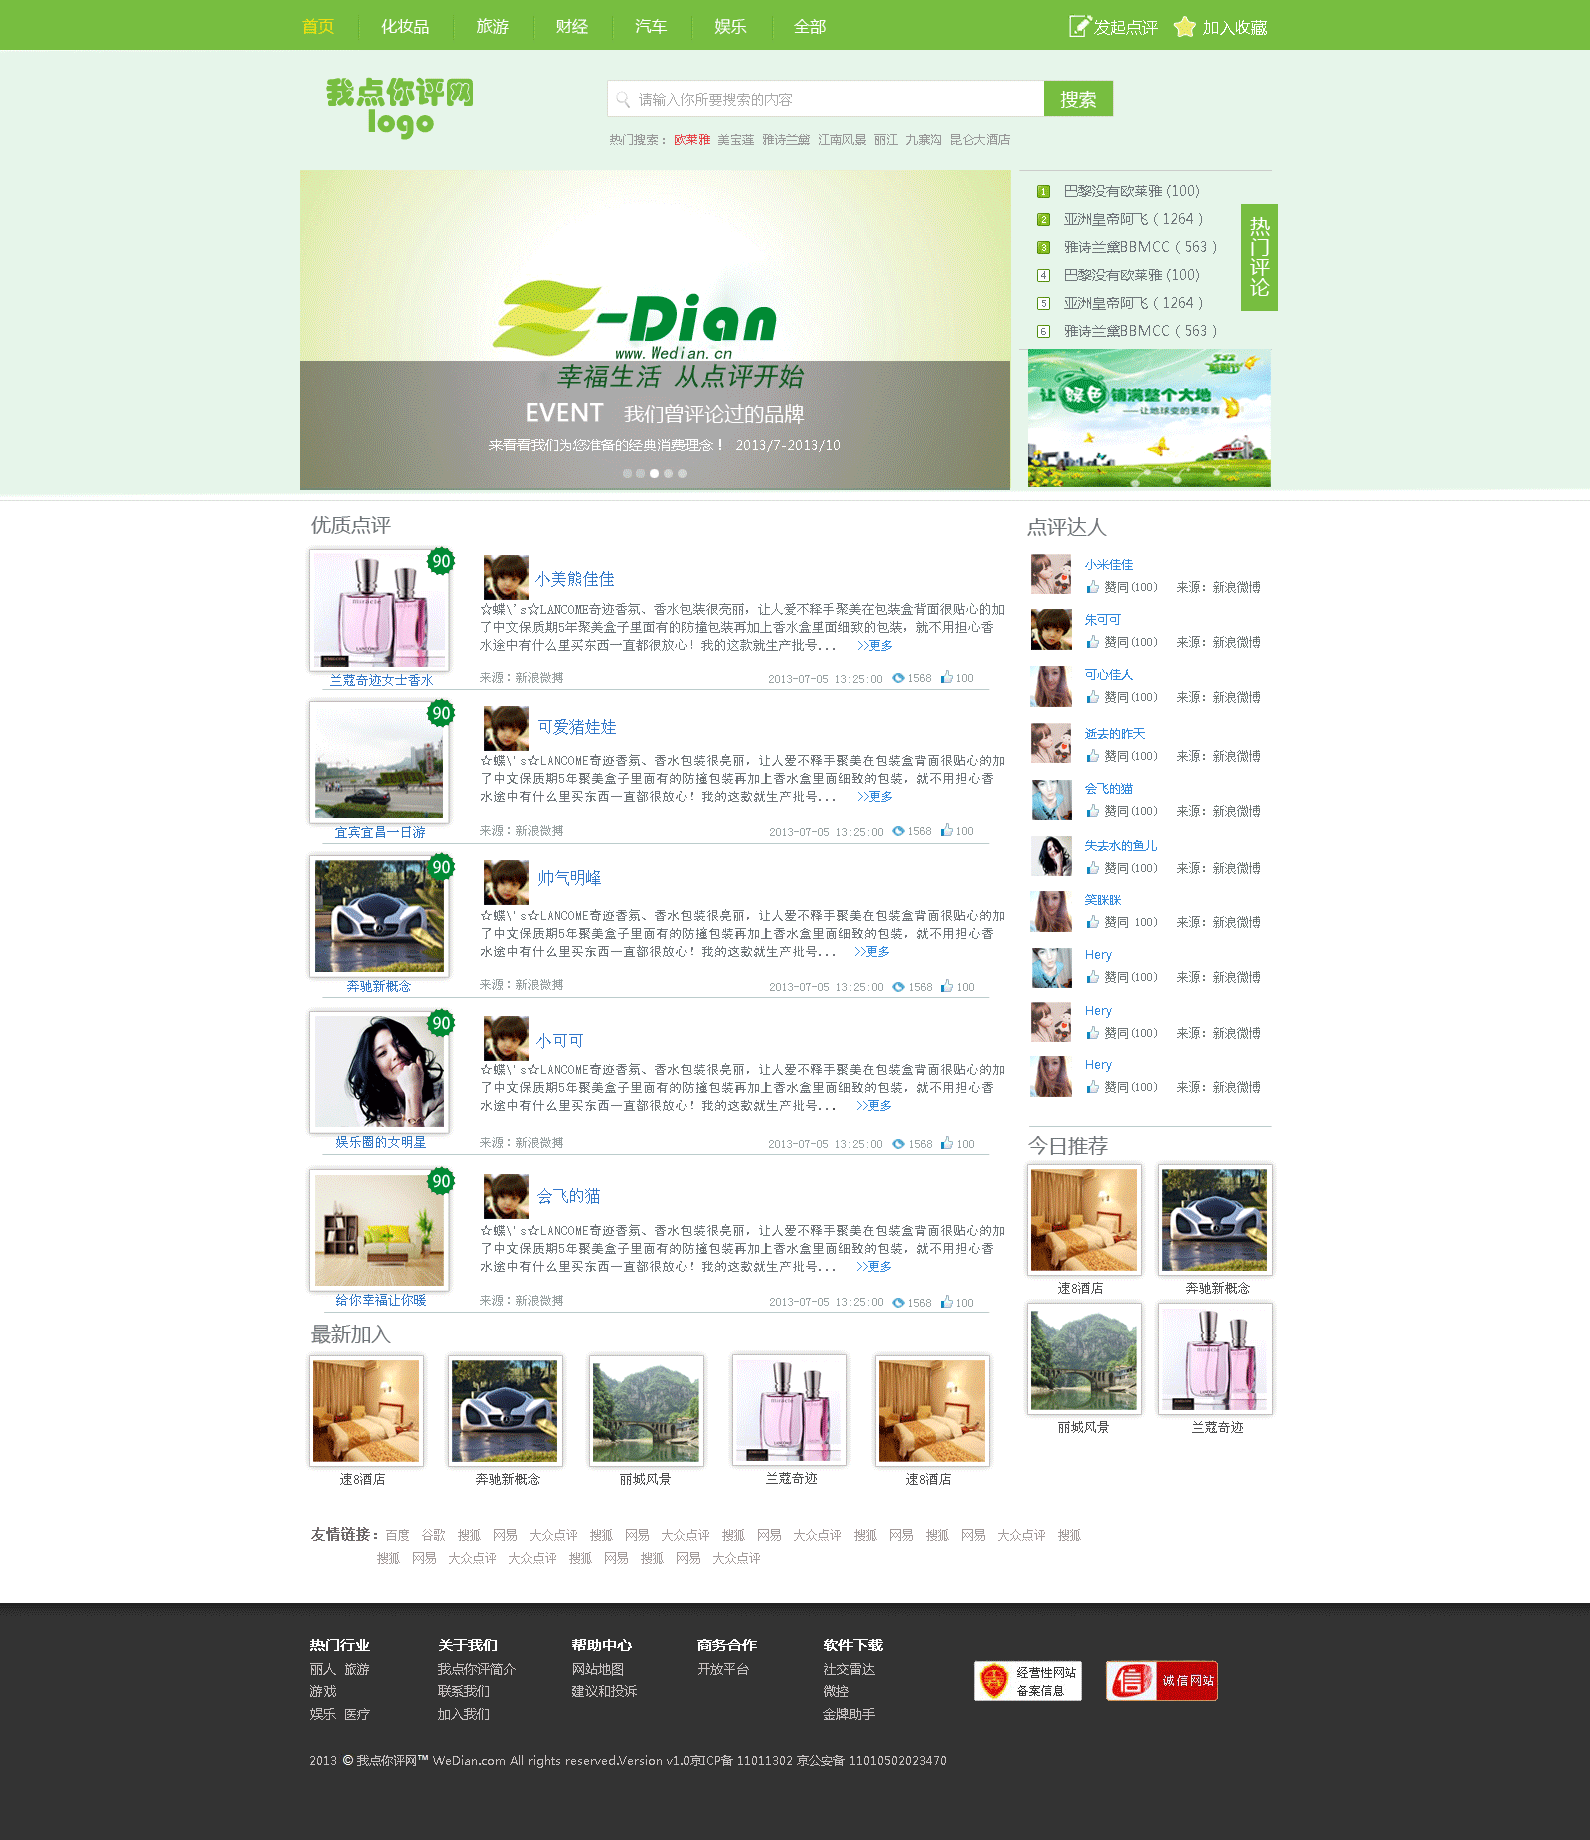 首页 化妆品 旅游 财经 汽车 娱乐 全部 发起点评 加入收藏
我点你评网
logo
请输入你所要搜索的内容 搜索
热门搜索： 欧莱雅 美宝莲 雅诗兰黛 江南风景 丽江 九寨沟 昆仑大酒店
-Dian
www.Wedian.cn
幸福生活 从点评开始
EVENT 我们曾评论过的品牌
来看看我们为您准备的经典消费理念！ 2013/7-2013/10
1 巴黎没有欧莱雅 (100)
2 亚洲皇帝阿飞（1264）
3 雅诗兰黛BBMCC（563）
4 巴黎没有欧莱雅 (100)
5 亚洲皇帝阿飞（1264）
6 雅诗兰黛BBMCC（563）
热门评论
让绿色铺满整个大地
——让地球变的更年青
优质点评
90
兰蔻奇迹女士香水
小美熊佳佳
☆蝶\'s☆LANCOME奇迹香氛、香水包装很亮丽，让人爱不释手聚美在包装盒背面很贴心的加
了中文保质期5年聚美盒子里面有的防撞包装再加上香水盒里面细致的包装，就不用担心香
水途中有什么里买东西一直都很放心！我的这款就生产批号... >>更多
来源：新浪微搏 2013-07-05 13:25:00 1568 100
90
宜宾宜昌一日游
可爱猪娃娃
☆蝶\'s☆LANCOME奇迹香氛、香水包装很亮丽，让人爱不释手聚美在包装盒背面很贴心的加
了中文保质期5年聚美盒子里面有的防撞包装再加上香水盒里面细致的包装，就不用担心香
水途中有什么里买东西一直都很放心！我的这款就生产批号... >>更多
来源：新浪微搏 2013-07-05 13:25:00 1568 100
90
奔驰新概念
帅气明峰
☆蝶\'s☆LANCOME奇迹香氛、香水包装很亮丽，让人爱不释手聚美在包装盒背面很贴心的加
了中文保质期5年聚美盒子里面有的防撞包装再加上香水盒里面细致的包装，就不用担心香
水途中有什么里买东西一直都很放心！我的这款就生产批号... >>更多
来源：新浪微搏 2013-07-05 13:25:00 1568 100
90
娱乐圈的女明星
小可可
☆蝶\'s☆LANCOME奇迹香氛、香水包装很亮丽，让人爱不释手聚美在包装盒背面很贴心的加
了中文保质期5年聚美盒子里面有的防撞包装再加上香水盒里面细致的包装，就不用担心香
水途中有什么里买东西一直都很放心！我的这款就生产批号... >>更多
来源：新浪微搏 2013-07-05 13:25:00 1568 100
90
给你幸福让你暖
会飞的猫
☆蝶\'s☆LANCOME奇迹香氛、香水包装很亮丽，让人爱不释手聚美在包装盒背面很贴心的加
了中文保质期5年聚美盒子里面有的防撞包装再加上香水盒里面细致的包装，就不用担心香
水途中有什么里买东西一直都很放心！我的这款就生产批号... >>更多
来源：新浪微搏 2013-07-05 13:25:00 1568 100
点评达人
小米佳佳
赞同(100) 来源：新浪微博
朱可可
赞同(100) 来源：新浪微博
可心佳人
赞同(100) 来源：新浪微博
逝去的昨天
赞同(100) 来源：新浪微博
会飞的猫
赞同(100) 来源：新浪微博
失去水的鱼儿
赞同(100) 来源：新浪微博
笑眯眯
赞同 100) 来源：新浪微博
Hery
赞同(100) 来源：新浪微博
Hery
赞同(100) 来源：新浪微博
Hery
赞同(100) 来源：新浪微博
今日推荐
速8酒店 奔驰新概念
丽城风景 兰蔻奇迹
最新加入
速8酒店 奔驰新概念 丽城风景 兰蔻奇迹 速8酒店
友情链接： 百度 谷歌 搜狐 网易 大众点评 搜狐 网易 大众点评 搜狐 网易 大众点评 搜狐 网易 搜狐 网易 大众点评 搜狐
搜狐 网易 大众点评 大众点评 搜狐 网易 搜狐 网易 大众点评
热门行业 关于我们 帮助中心 商务合作 软件下载
丽人 旅游 我点你评简介 网站地图 开放平台 社交雷达
游戏 联系我们 建议和投诉 微控
娱乐 医疗 加入我们 金牌助手
经营性网站
备案信息
信 诚信网站
2013 © 我点你评网™ WeDian.com All rights reserved.Version v1.0京ICP备 11011302 京公安备 11010502023470